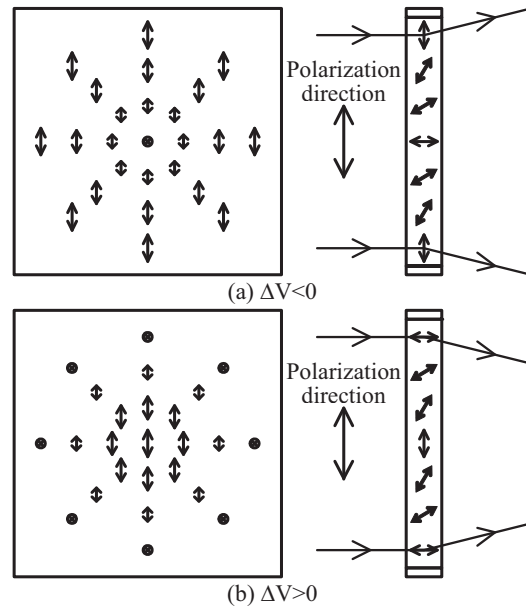 Polarization
direction
(a) ΔV<0
Polarization
direction
(b) ΔV>0